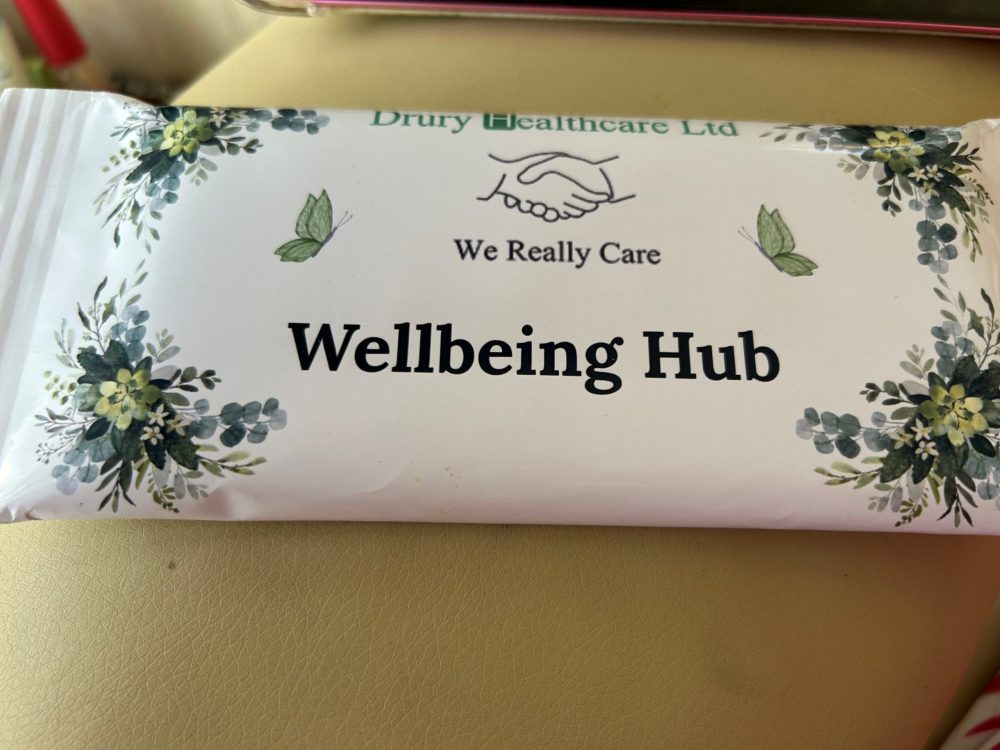 Drury Healthcare Ltd
We Really Care
Wellbeing Hub